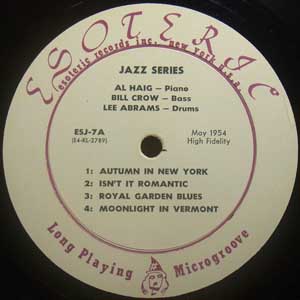 ESOTERIC
esoteric records inc., new york u.s.a.
JAZZ SERIES
AL HAIG – Piano
BILL CROW – Bass
LEE ABRAMS – Drums
ESJ-7A
(E4-KL-2789)
May 1954
High Fidelity
1: AUTUMN IN NEW YORK
2: ISN'T IT ROMANTIC
3: ROYAL GARDEN BLUES
4: MOONLIGHT IN VERMONT
Long Playing Microgroove